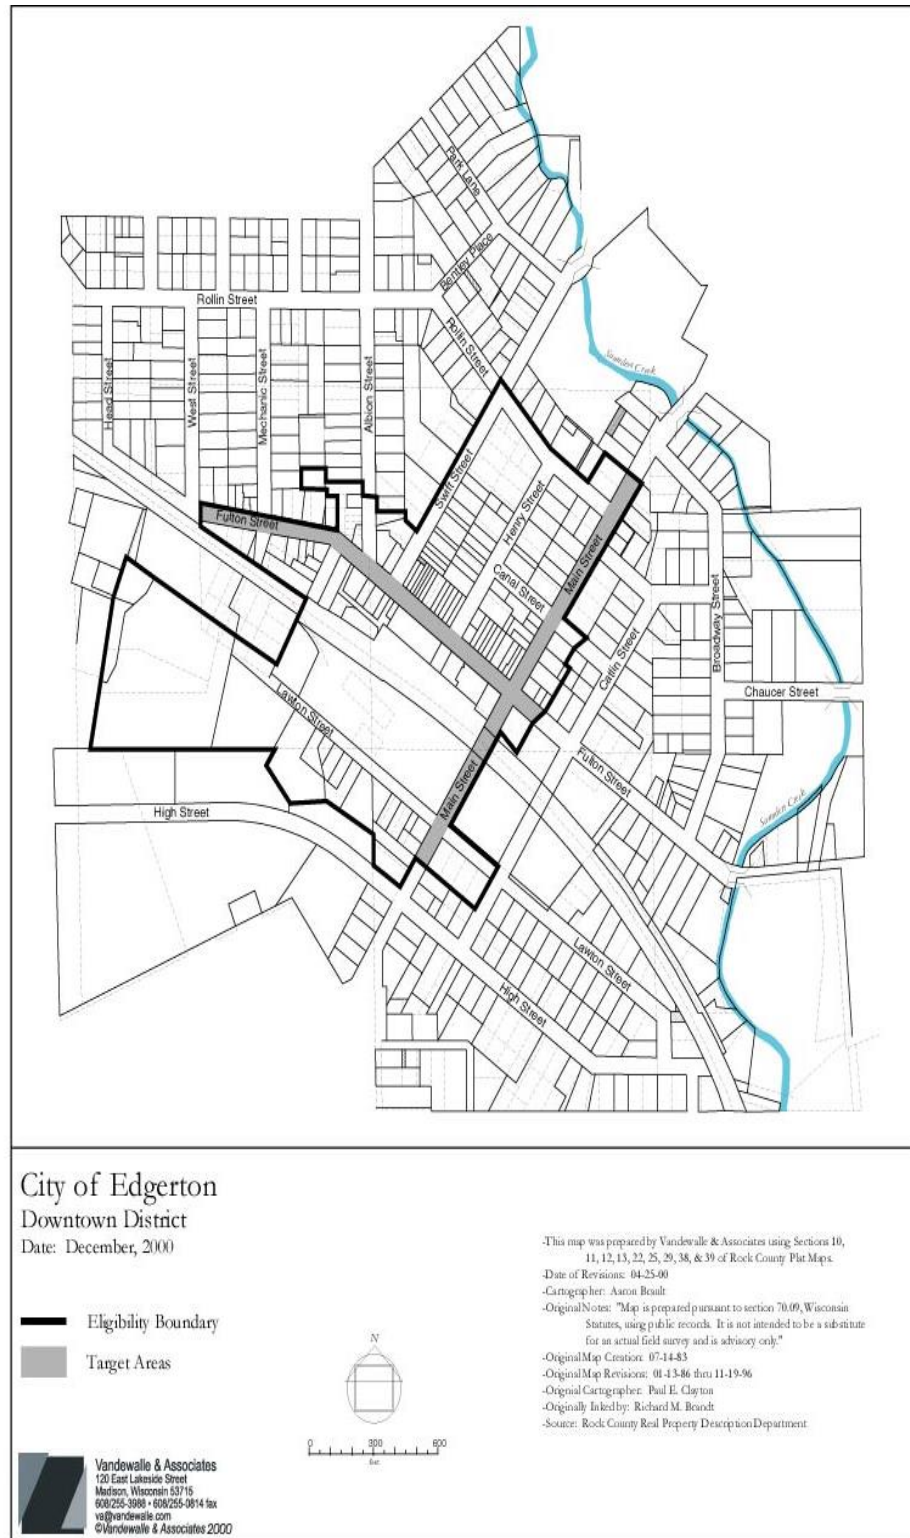 Park Lane
Bentley Place
Rollin Street
Rollin Street
Saunders Creek
Head Street
West Street
Mechanic Street
Albion Street
Swift Street
Henry Street
Fulton Street
Main Street
Canal Street
Catlin Street
Broadway Street
Chaucer Street
Lawton Street
Fulton Street
Main Street
High Street
Lawton Street
High Street
City of Edgerton
Downtown District
Date: December, 2000
Eligibility Boundary
Target Areas
N
0 300 600
feet
-This map was prepared by Vandewalle & Associates using Sections 10,
11, 12, 13, 22, 25, 29, 38, & 39 of Rock County Plat Maps.
-Date of Revisions: 04-25-00
-Cartographer: Aaron Brault
-Original Notes: "Map is prepared pursuant to section 70.09, Wisconsin
Statutes, using public records. It is not intended to be a substitute
for an actual field survey and is advisory only."
-Original Map Creation: 07-14-83
-Original Map Revisions: 01-13-86 thru 11-19-96
-Orignial Cartographer: Paul E. Clayton
-Originally Inked by: Richard M. Brandt
-Source: Rock County Real Property Description Department
Vandewalle & Associates
120 East Lakeside Street
Madison, Wisconsin 53715
608/255-3988 • 608/255-0814 fax
va@vandewalle.com
©Vandewalle & Associates 2000